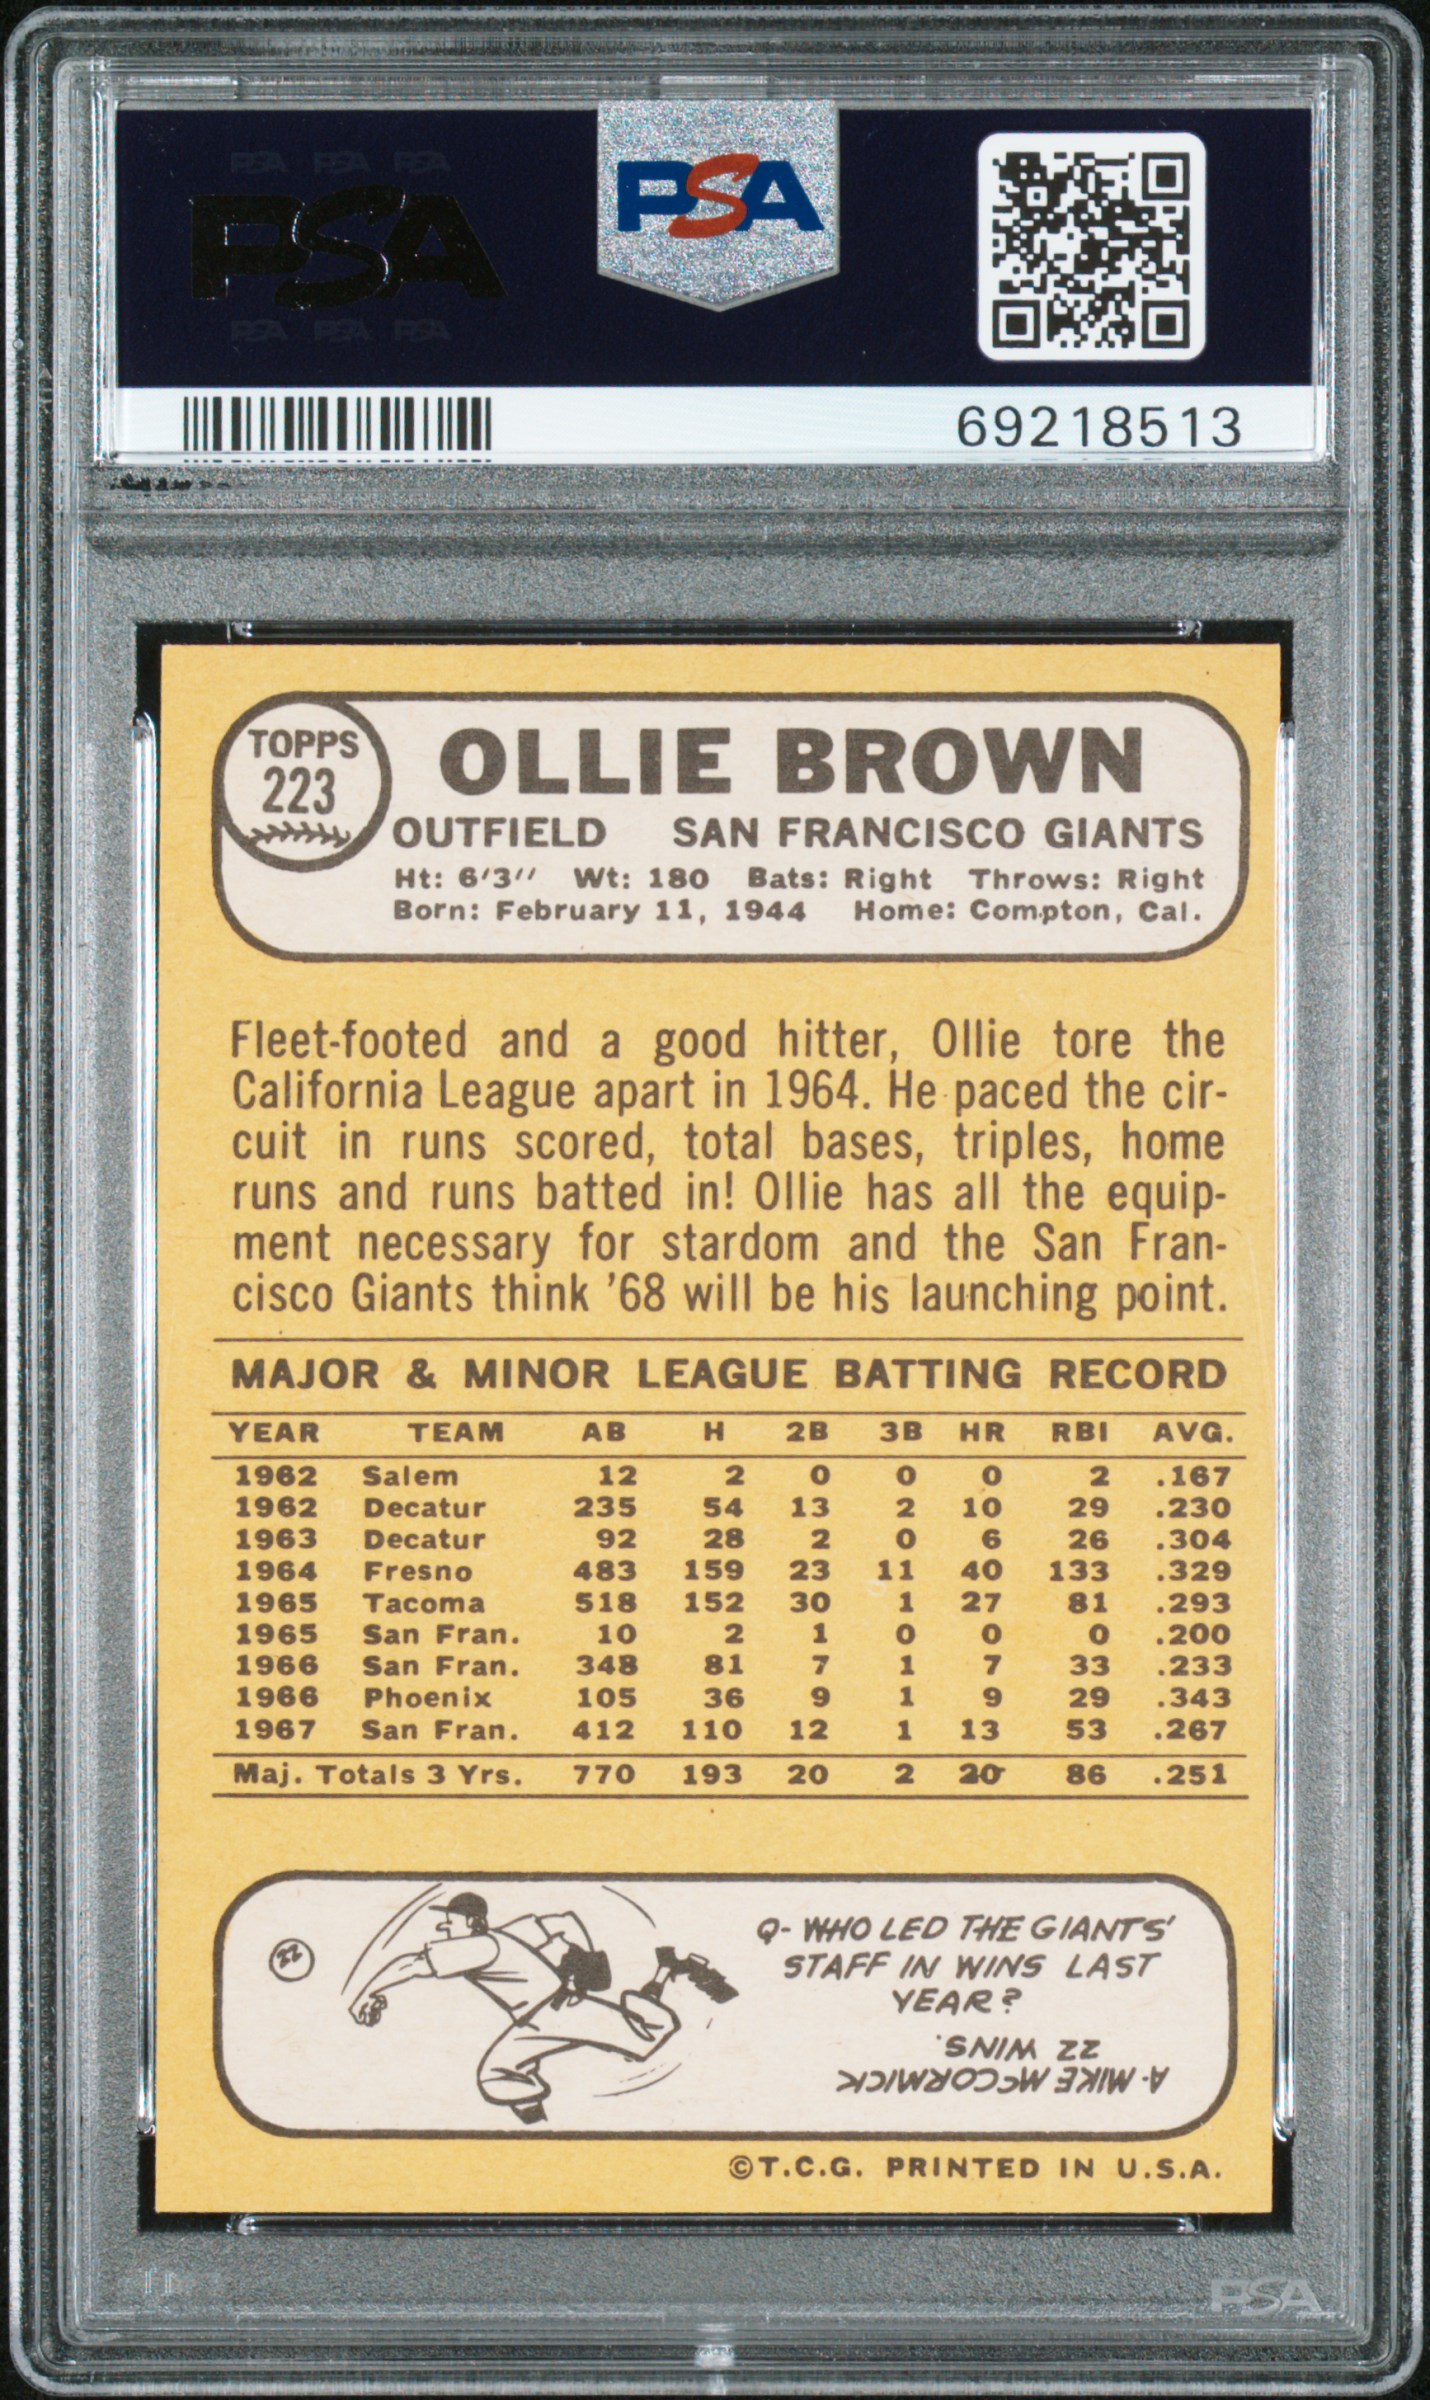 PSA PSA PSA
PSA
PSA PSA PSA
PSA
69218513
TOPPS
223
OLLIE BROWN
OUTFIELD SAN FRANCISCO GIANTS
Ht: 6'3'' Wt: 180 Bats: Right Throws: Right
Born: February 11, 1944 Home: Compton, Cal.
Fleet-footed and a good hitter, Ollie tore the
California League apart in 1964. He paced the cir-
cuit in runs scored, total bases, triples, home
runs and runs batted in! Ollie has all the equip-
ment necessary for stardom and the San Fran-
cisco Giants think '68 will be his launching point.
MAJOR & MINOR LEAGUE BATTING RECORD
YEAR TEAM AB H 2B 3B HR RBI AVG.
1962 Salem 12 2 0 0 0 2 .167
1962 Decatur 235 54 13 2 10 29 .230
1963 Decatur 92 28 2 0 6 26 .304
1964 Fresno 483 159 23 11 40 133 .329
1965 Tacoma 518 152 30 1 27 81 .293
1965 San Fran. 10 2 1 0 0 0 .200
1966 San Fran. 348 81 7 1 7 33 .233
1966 Phoenix 105 36 9 1 9 29 .343
1967 San Fran. 412 110 12 1 13 53 .267
Maj. Totals 3 Yrs. 770 193 20 2 20 86 .251
22
Q- WHO LED THE GIANTS'
STAFF IN WINS LAST
YEAR?
A- MIKE McCORMICK
22 WINS.
©T.C.G. PRINTED IN U.S.A.
PSA